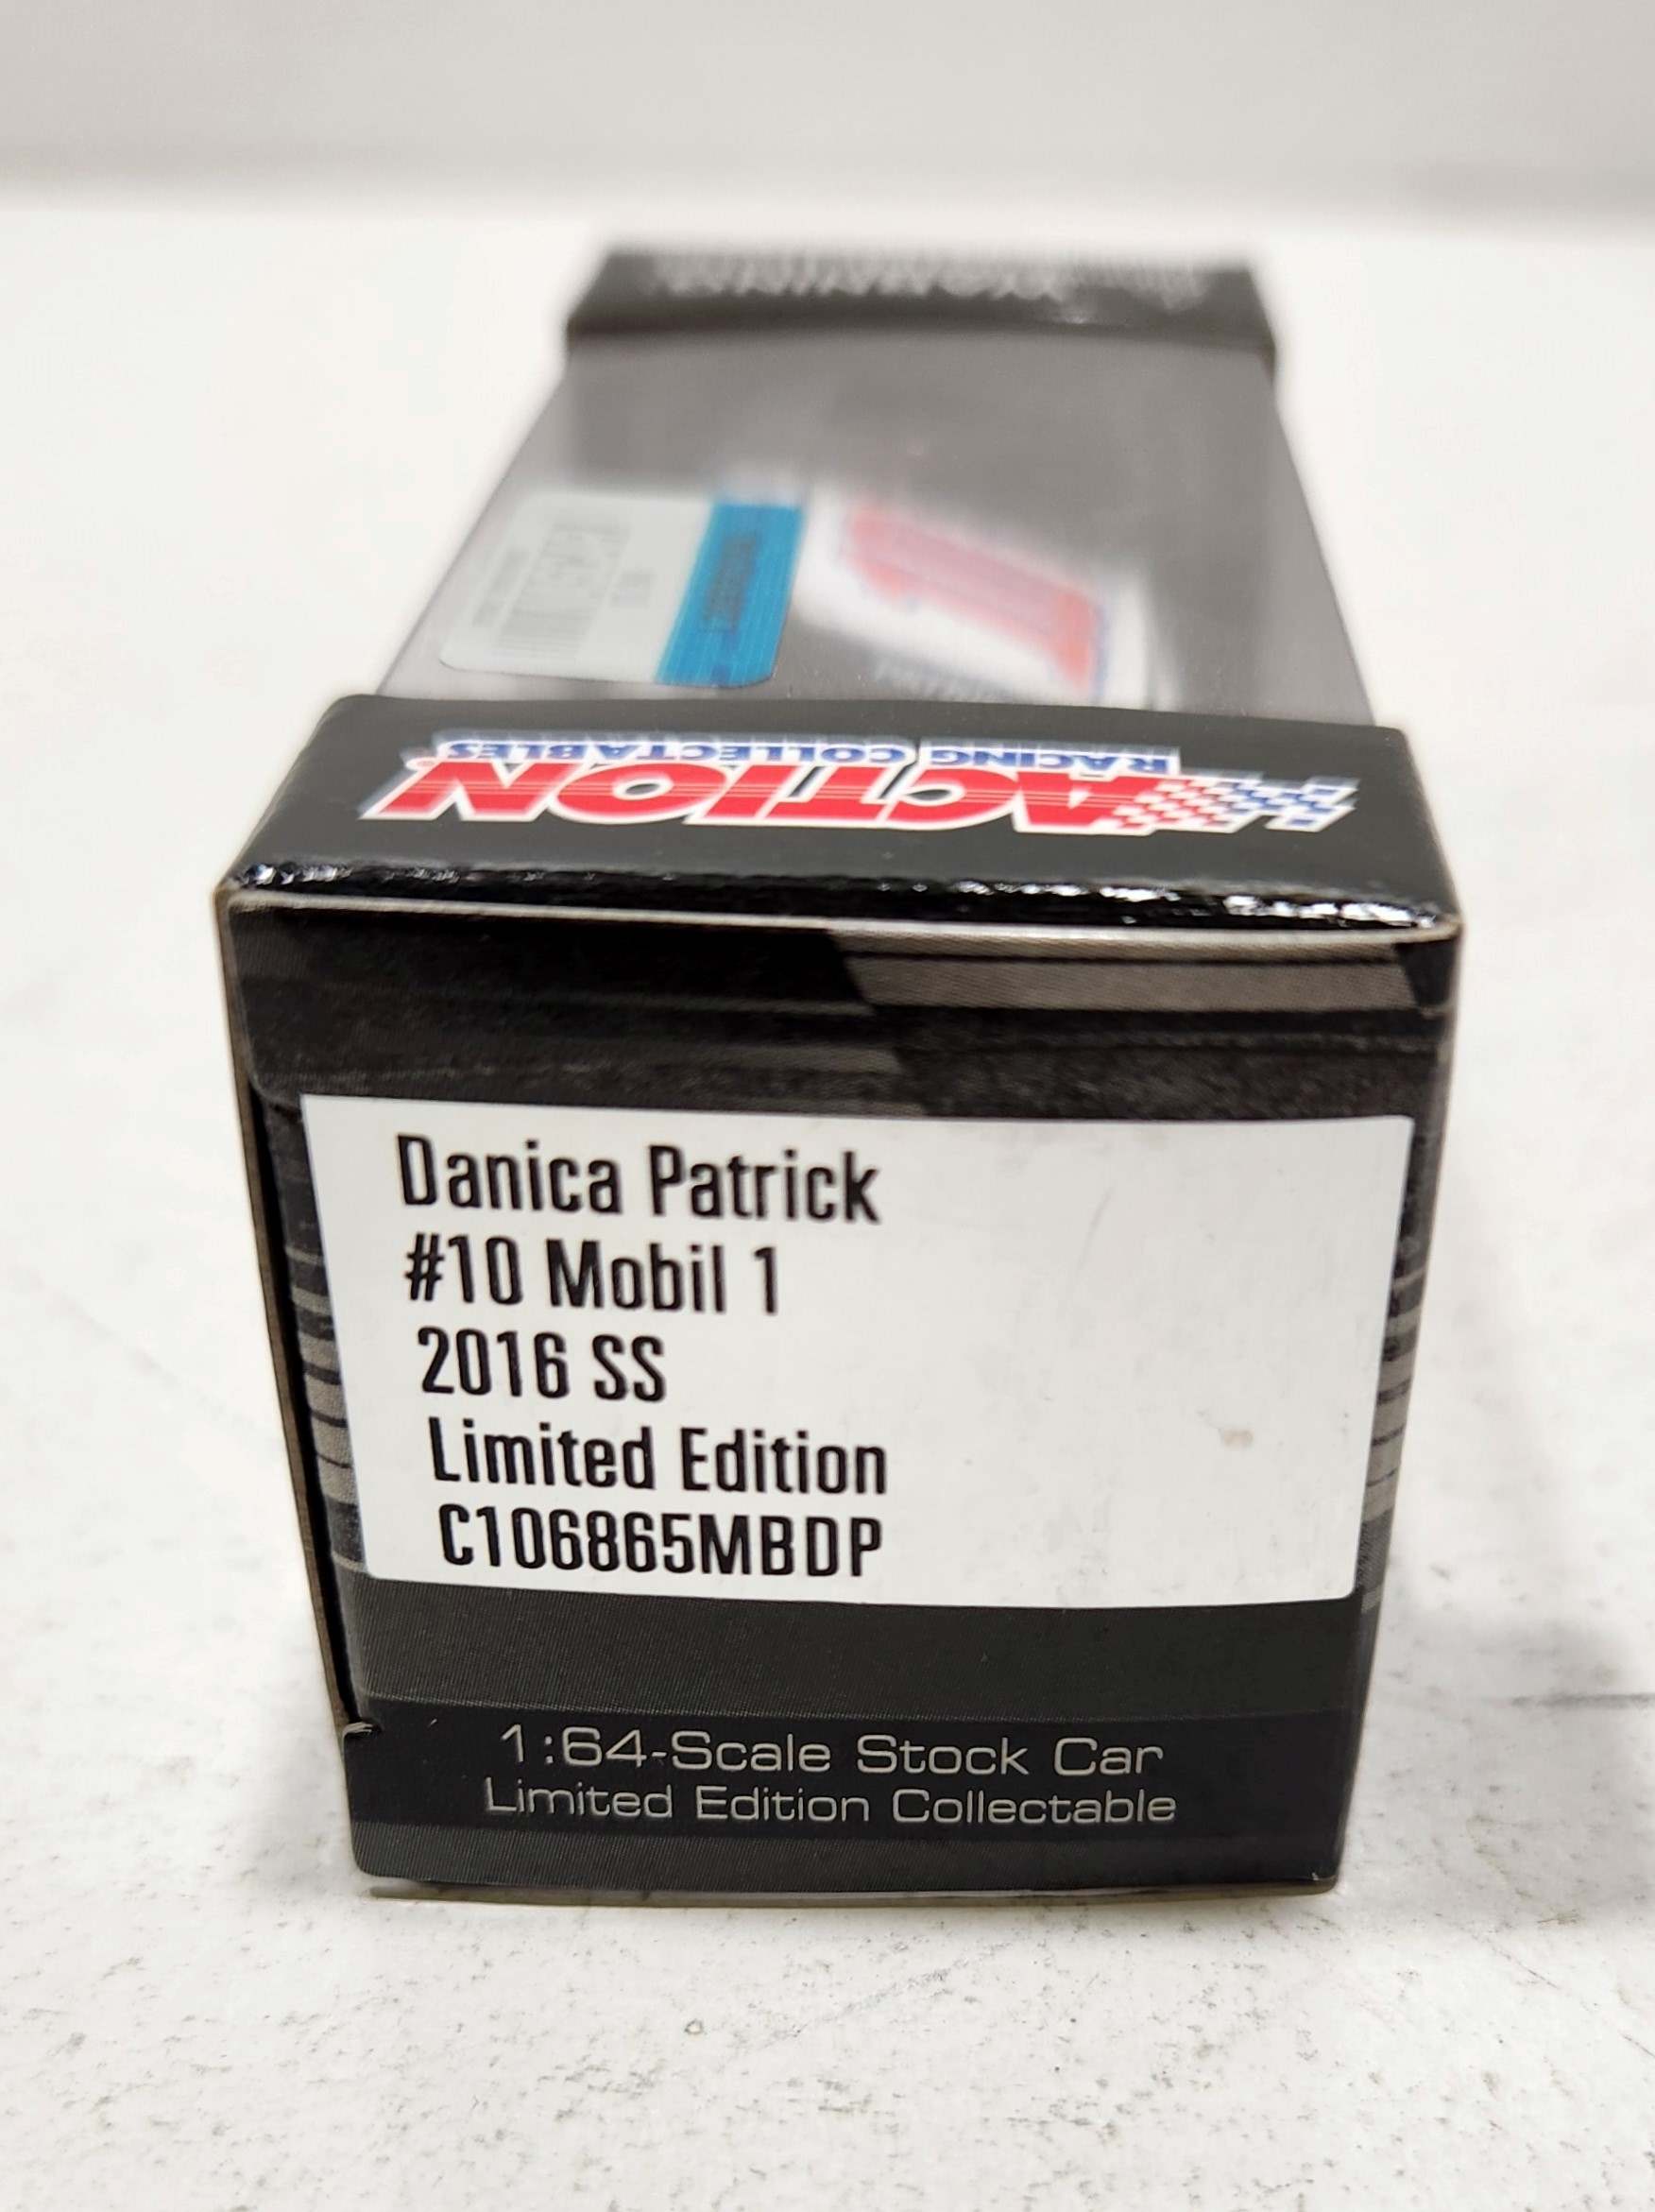 ACTION
RACING COLLECTABLES
Danica Patrick
#10 Mobil 1
2016 SS
Limited Edition
C106865MBDP
1:64-Scale Stock Car
Limited Edition Collectable